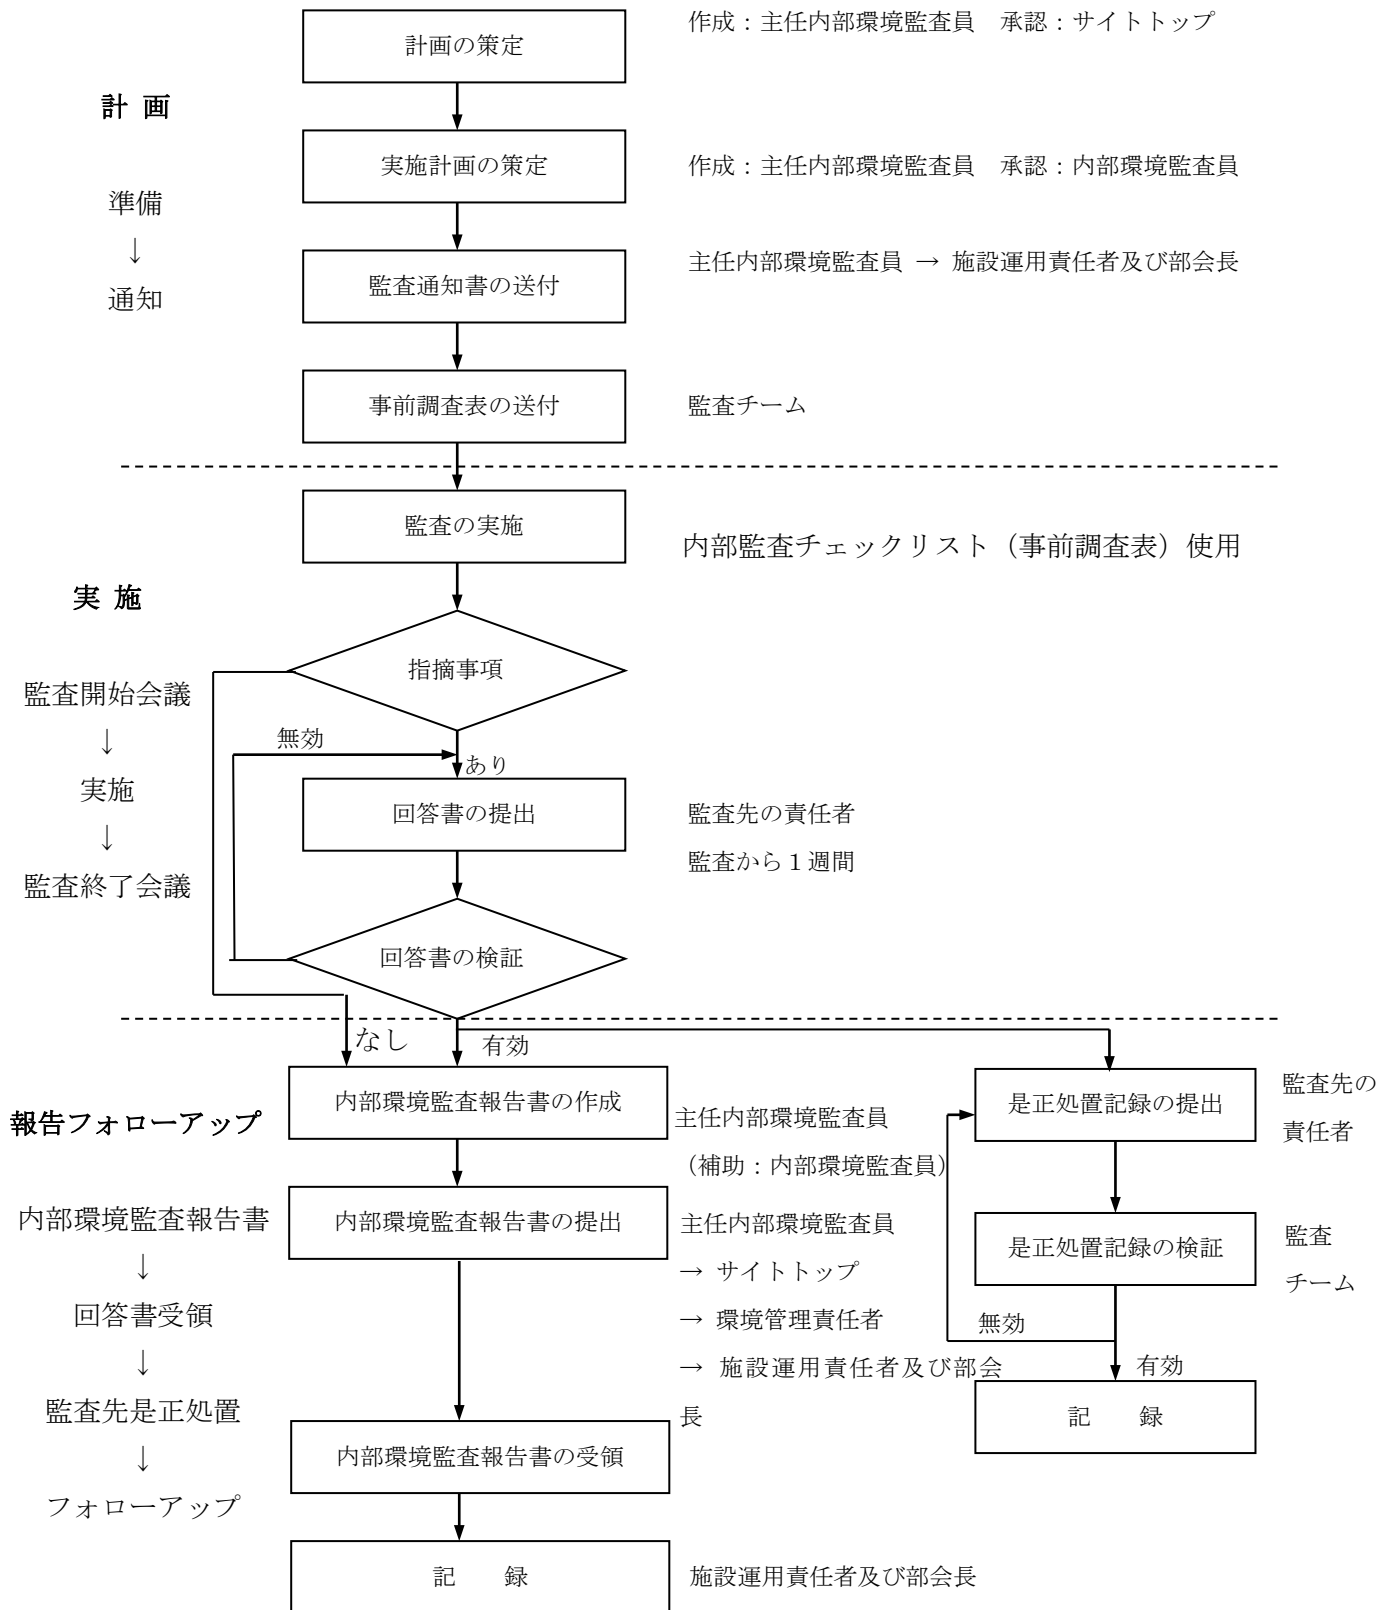 作成：主任内部環境監査員　承認：サイトトップ
計画の策定
計 画
実施計画の策定
作成：主任内部環境監査員　承認：内部環境監査員
準備
↓
通知
監査通知書の送付
主任内部環境監査員 → 施設運用責任者及び部会長
事前調査表の送付
監査チーム
監査の実施
内部監査チェックリスト（事前調査表）使用
実 施
指摘事項
監査開始会議
↓
実施
↓
監査終了会議
無効
あり
回答書の提出
監査先の責任者
監査から１週間
回答書の検証
なし
有効
報告フォローアップ
内部環境監査報告書の作成
主任内部環境監査員
（補助：内部環境監査員）
是正処置記録の提出
監査先の
責任者
内部環境監査報告書
↓
回答書受領
↓
監査先是正処置
↓
フォローアップ
内部環境監査報告書の提出
主任内部環境監査員
→ サイトトップ
→ 環境管理責任者
→ 施設運用責任者及び部会
長
是正処置記録の検証
監査
チーム
無効
有効
記　　録
内部環境監査報告書の受領
記　　録
施設運用責任者及び部会長